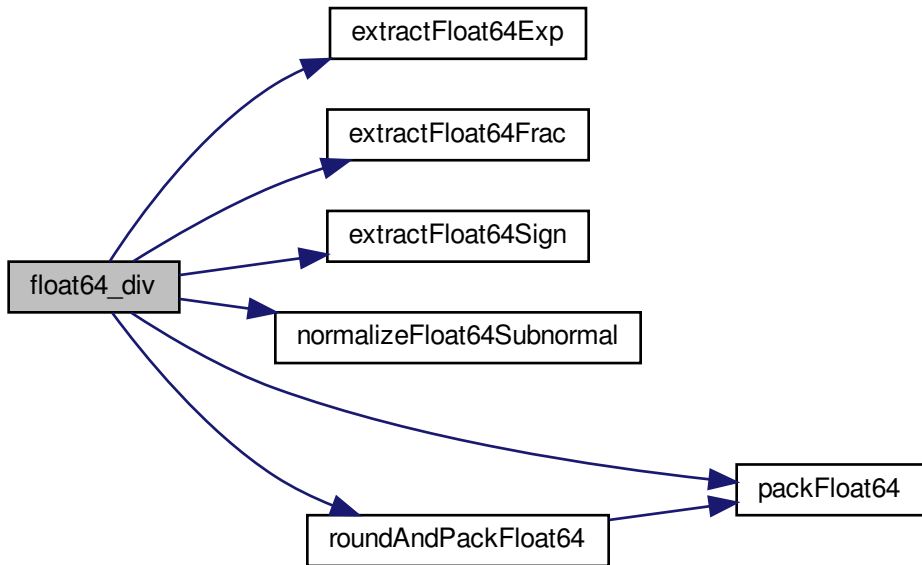 extractFloat64Exp
extractFloat64Frac
extractFloat64Sign
float64_div
normalizeFloat64Subnormal
packFloat64
roundAndPackFloat64